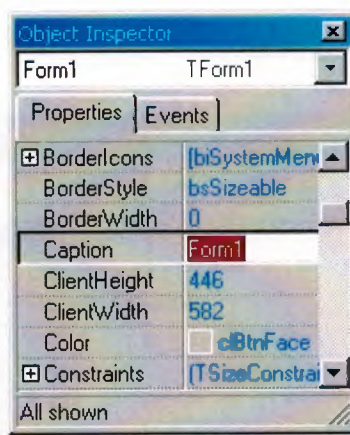 Object Inspector
Form1 TForm1
Properties Events
BorderIcons [biSystemMenu
BorderStyle bsSizeable
BorderWidth 0
Caption Form1
ClientHeight 446
ClientWidth 582
Color clBtnFace
Constraints (TSizeConstrai
All shown